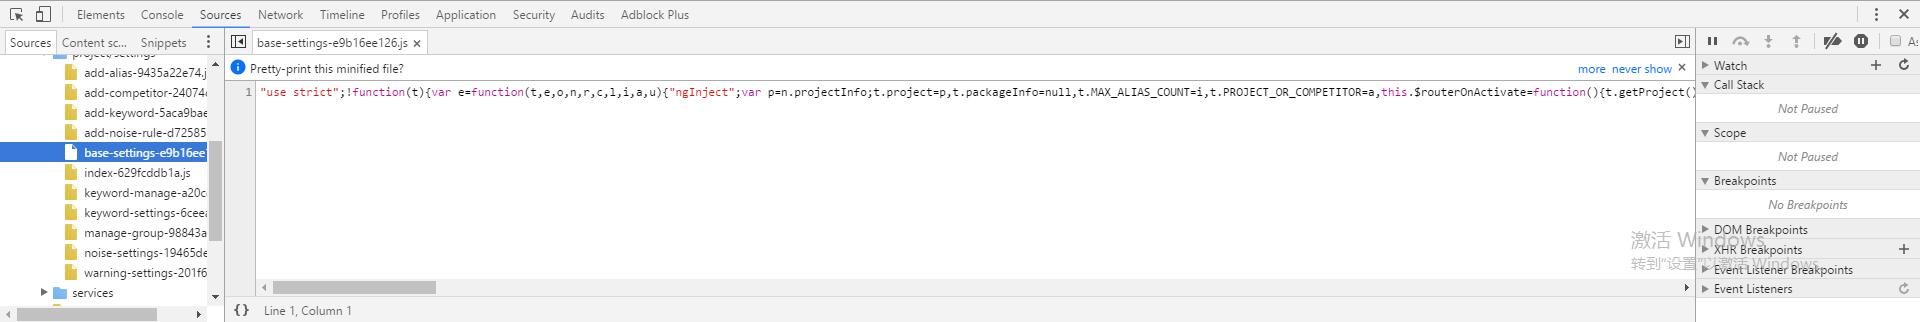 Elements Console Sources Network Timeline Profiles Application Security Audits Adblock Plus
Sources Content sc... Snippets
project/settings
add-alias-9435a22e74.j
add-competitor-24074
add-keyword-5aca9bae
add-noise-rule-d72585
base-settings-e9b16ee1
index-629fcddb1a.js
keyword-manage-a20c
keyword-settings-6ceea
manage-group-98843a
noise-settings-19465de
warning-settings-201f6
services
base-settings-e9b16ee126.js ×
Pretty-print this minified file?
more never show ×
1 "use strict";!function(t){var e=function(t,e,o,n,r,c,l,i,a,u){"ngInject";var p=n.projectInfo;t.project=p,t.packageInfo=null,t.MAX_ALIAS_COUNT=i,t.PROJECT_OR_COMPETITOR=a,this.$routerOnActivate=function(){t.getProject()
{} Line 1, Column 1
As
Watch
Call Stack
Not Paused
Scope
Not Paused
Breakpoints
No Breakpoints
DOM Breakpoints
XHR Breakpoints
Event Listener Breakpoints
Event Listeners
激活 Windows
转到"设置"以激活 Windows